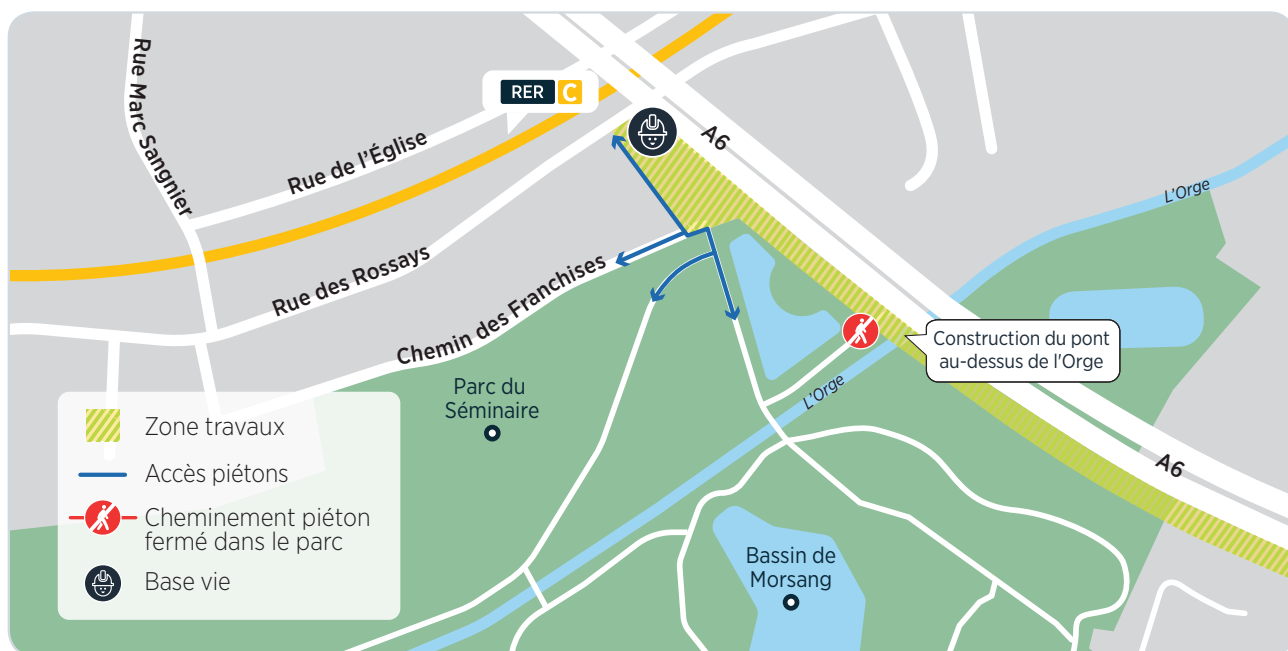 Rue Marc Sangnier
RER C
Rue de l'Église
A6
L'Orge
Rue des Rossays
Chemin des Franchises
Construction du pont
au-dessus de l'Orge
Parc du
Séminaire
L'Orge
A6
Bassin de
Morsang
Zone travaux
Accès piétons
Cheminement piéton
fermé dans le parc
Base vie